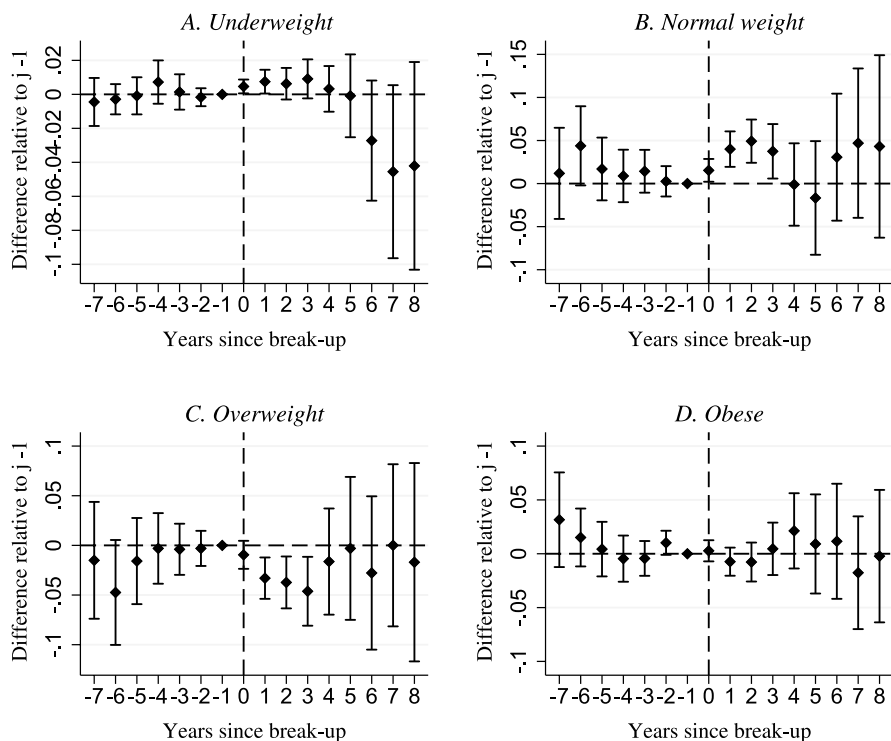 A. Underweight
Difference relative to j -1
-.1 -.08 -.06 -.04 -.02 0 .02
-7 -6 -5 -4 -3 -2 -1 0 1 2 3 4 5 6 7 8
Years since break-up
B. Normal weight
Difference relative to j -1
-.1 -.05 0 .05 .1 .15
-7 -6 -5 -4 -3 -2 -1 0 1 2 3 4 5 6 7 8
Years since break-up
C. Overweight
Difference relative to j -1
-.1 -.05 0 .05 .1
-7 -6 -5 -4 -3 -2 -1 0 1 2 3 4 5 6 7 8
Years since break-up
D. Obese
Difference relative to j -1
-.1 -.05 0 .05 .1
-7 -6 -5 -4 -3 -2 -1 0 1 2 3 4 5 6 7 8
Years since break-up